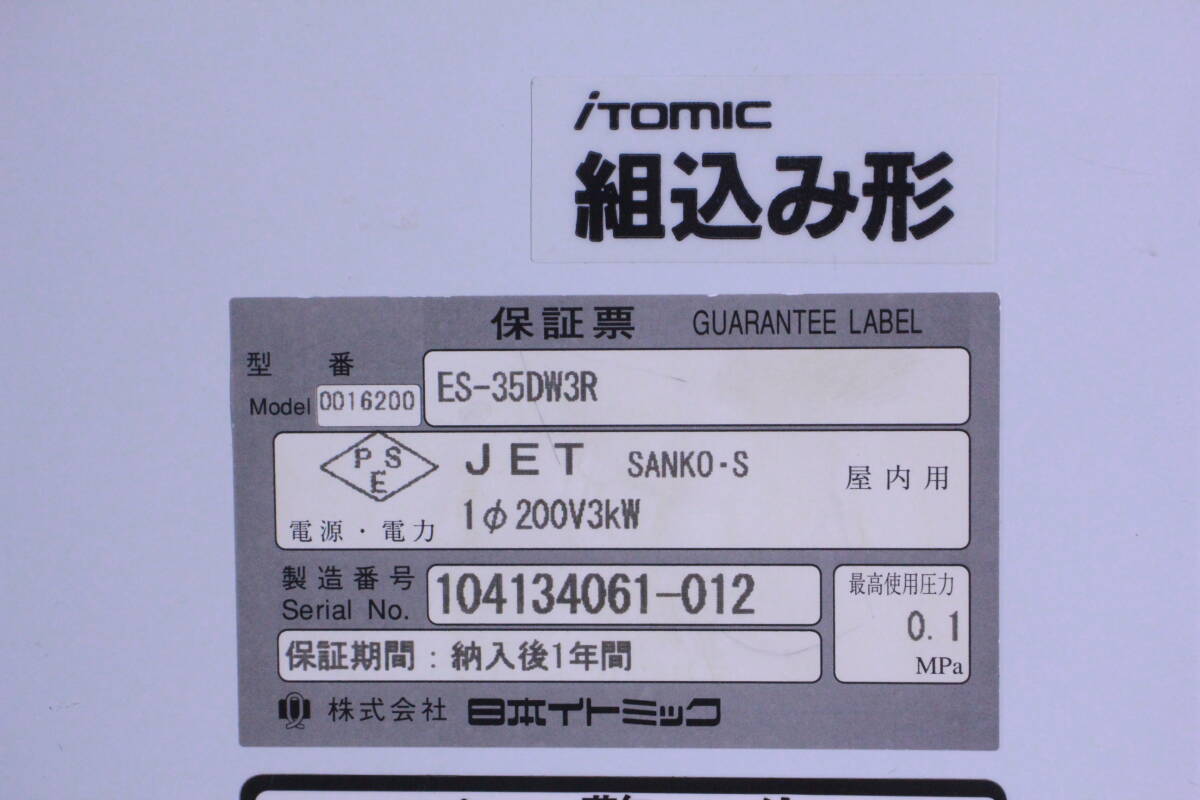 iTOMIC
組込み形
保証票 GUARANTEE LABEL
型 番
Model 0016200 ES-35DW3R
PSE JET SANKO-S 屋内用
電源・電力 1φ200V3kW
製造番号
Serial No. 104134061-012
最高使用圧力
0.1
MPa
保証期間:納入後1年間
株式会社 日本イトミック